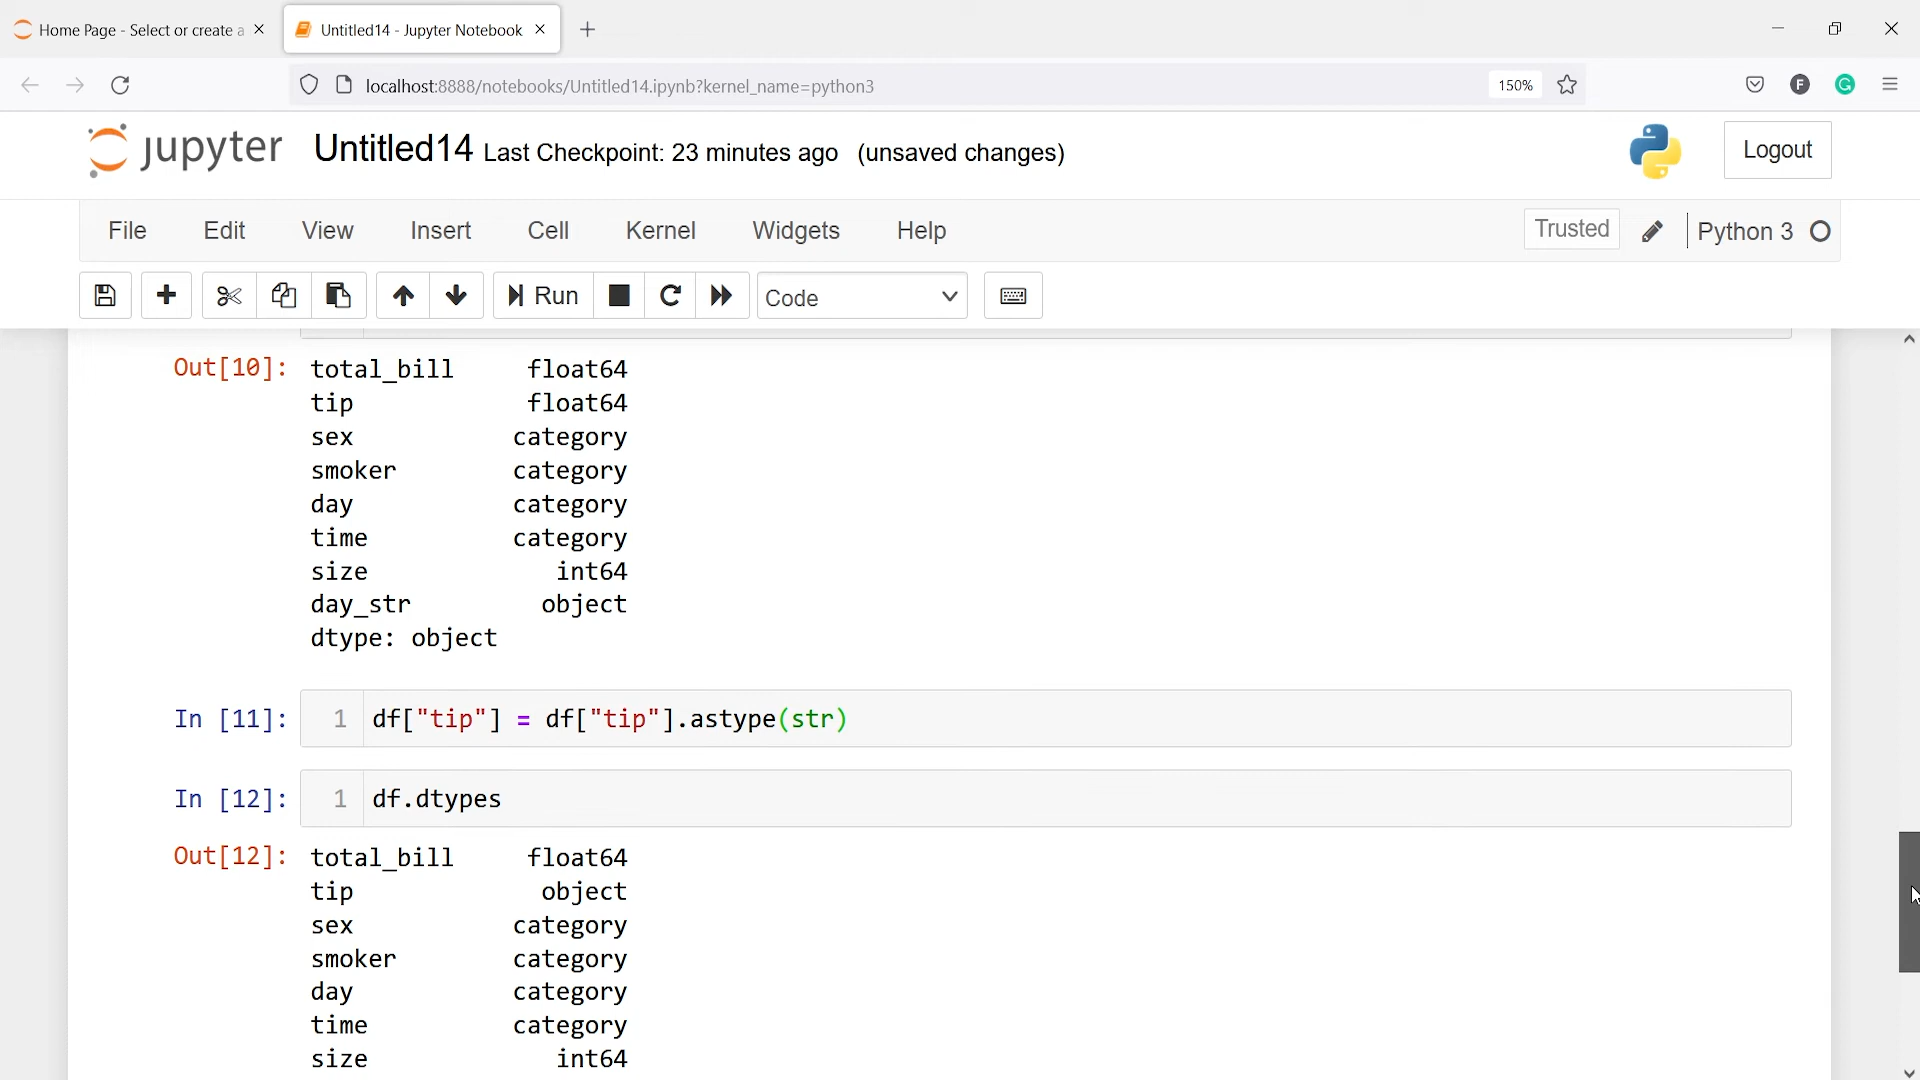 Home Page - Select or create a
Untitled14 - Jupyter Notebook
localhost:8888/notebooks/Untitled14.ipynb?kernel_name=python3
150%
F
G
jupyter Untitled14 Last Checkpoint: 23 minutes ago (unsaved changes)
Logout
File Edit View Insert Cell Kernel Widgets Help
Trusted
Python 3
Run
Code
Out[10]: total_bill float64
tip float64
sex category
smoker category
day category
time category
size int64
day_str object
dtype: object
In [11]: 1 df["tip"] = df["tip"].astype(str)
In [12]: 1 df.dtypes
Out[12]: total_bill float64
tip object
sex category
smoker category
day category
time category
size int64